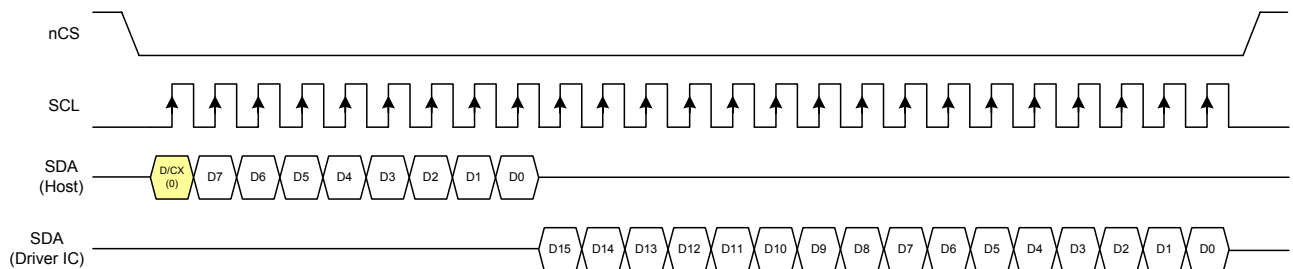 nCS
SCL
SDA
(Host)
D/CX
(0)
D7 D6 D5 D4 D3 D2 D1 D0
SDA
(Driver IC)
D15 D14 D13 D12 D11 D10 D9 D8 D7 D6 D5 D4 D3 D2 D1 D0